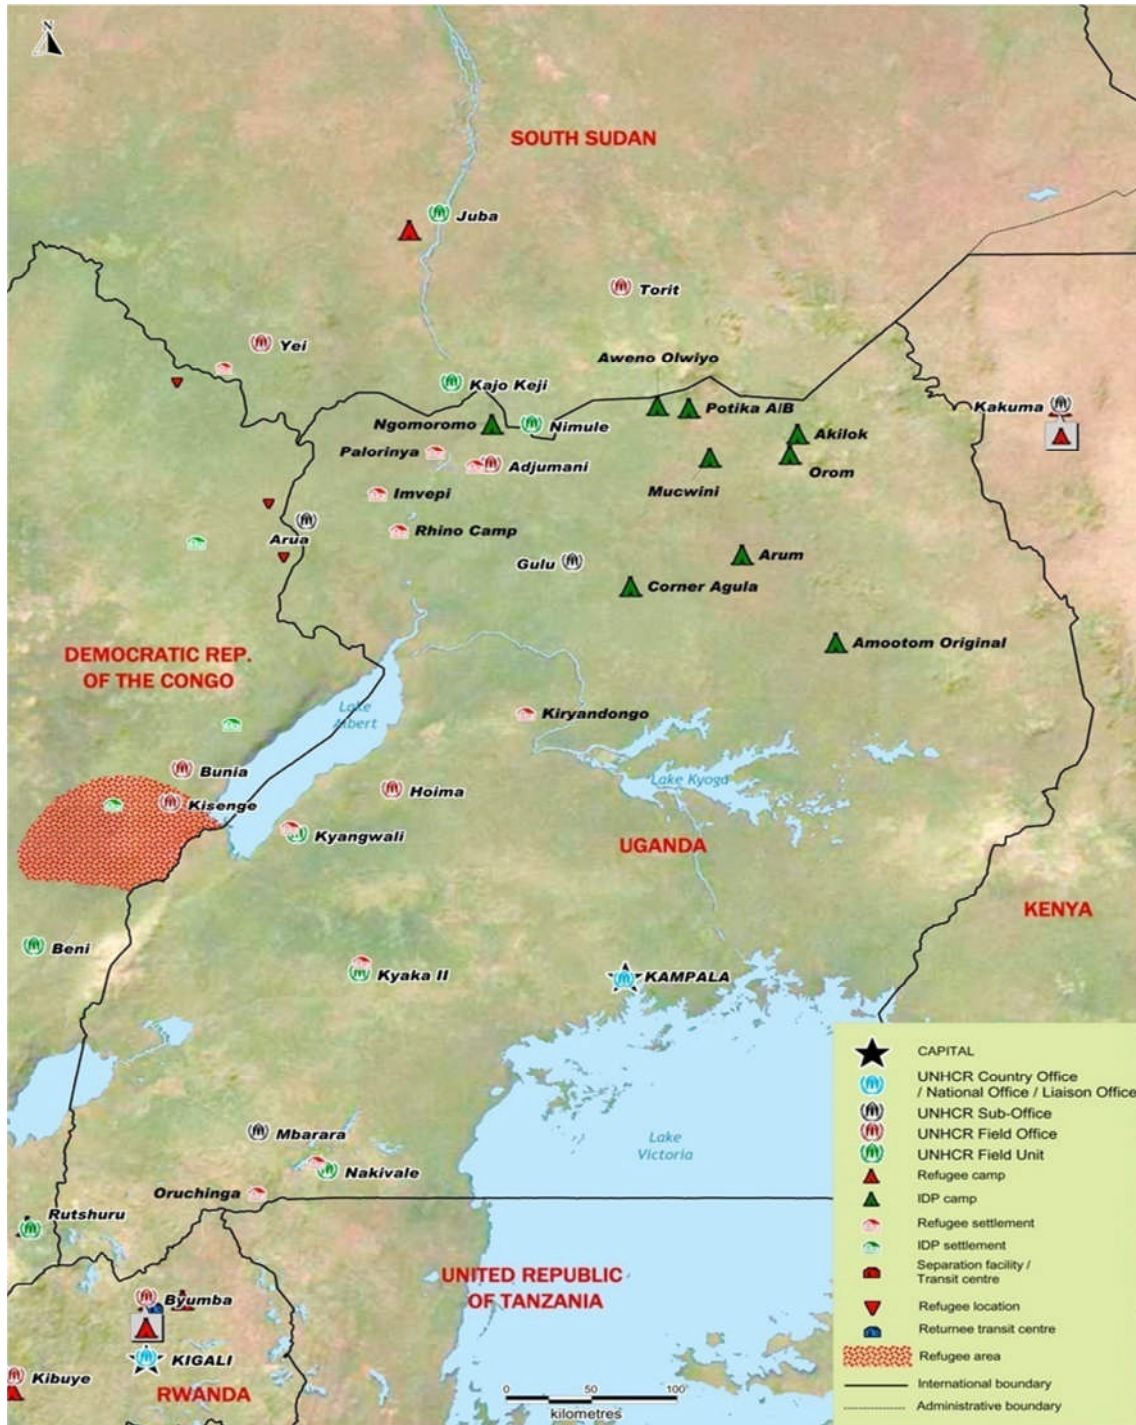 N
SOUTH SUDAN
Juba
Torit
Yei
Aweno Olwiyo
Kajo Keji
Potika A/B
Kakuma
Ngomoromo
Nimule
Akilok
Palorinya
Adjumani
Orom
Mucwini
Imvepi
Rhino Camp
Arua
Gulu
Arum
Corner Agula
Amootom Original
DEMOCRATIC REP.
OF THE CONGO
Lake
Albert
Kiryandongo
Bunia
Lake Kyoga
Hoima
Kisenge
Kyangwali
UGANDA
KENYA
Beni
Kyaka II
KAMPALA
Mbarara
Lake
Victoria
Nakivale
Oruchinga
Rutshuru
UNITED REPUBLIC
OF TANZANIA
Byumba
KIGALI
Kibuye
RWANDA
0 50 100
kilometres
CAPITAL
UNHCR Country Office
/ National Office / Liaison Office
UNHCR Sub-Office
UNHCR Field Office
UNHCR Field Unit
Refugee camp
IDP camp
Refugee settlement
IDP settlement
Separation facility /
Transit centre
Refugee location
Returnee transit centre
Refugee area
International boundary
Administrative boundary